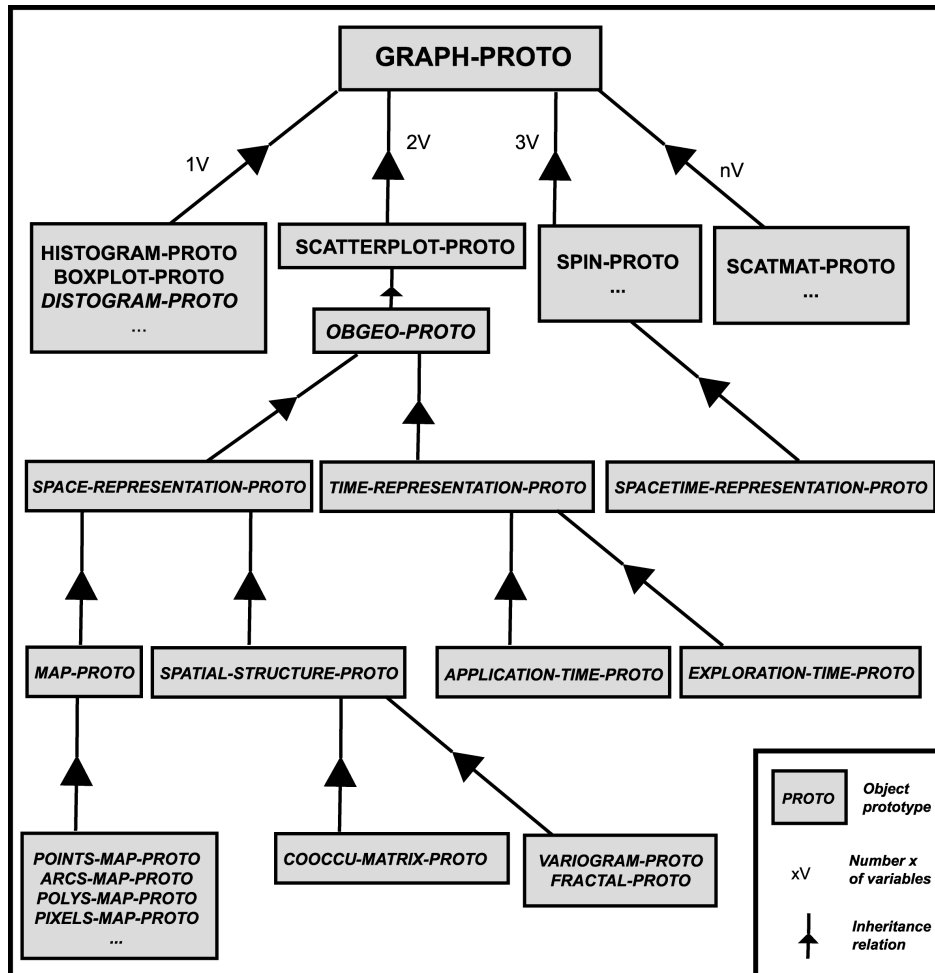 GRAPH-PROTO
1V
2V
3V
nV
HISTOGRAM-PROTO
BOXPLOT-PROTO
DISTOGRAM-PROTO
...
SCATTERPLOT-PROTO
SPIN-PROTO
...
SCATMAT-PROTO
...
OBGEO-PROTO
SPACE-REPRESENTATION-PROTO
TIME-REPRESENTATION-PROTO
SPACETIME-REPRESENTATION-PROTO
MAP-PROTO
SPATIAL-STRUCTURE-PROTO
APPLICATION-TIME-PROTO
EXPLORATION-TIME-PROTO
POINTS-MAP-PROTO
ARCS-MAP-PROTO
POLYS-MAP-PROTO
PIXELS-MAP-PROTO
...
COOCCU-MATRIX-PROTO
VARIOGRAM-PROTO
FRACTAL-PROTO
PROTO
Object
prototype
xV
Number x
of variables
Inheritance
relation